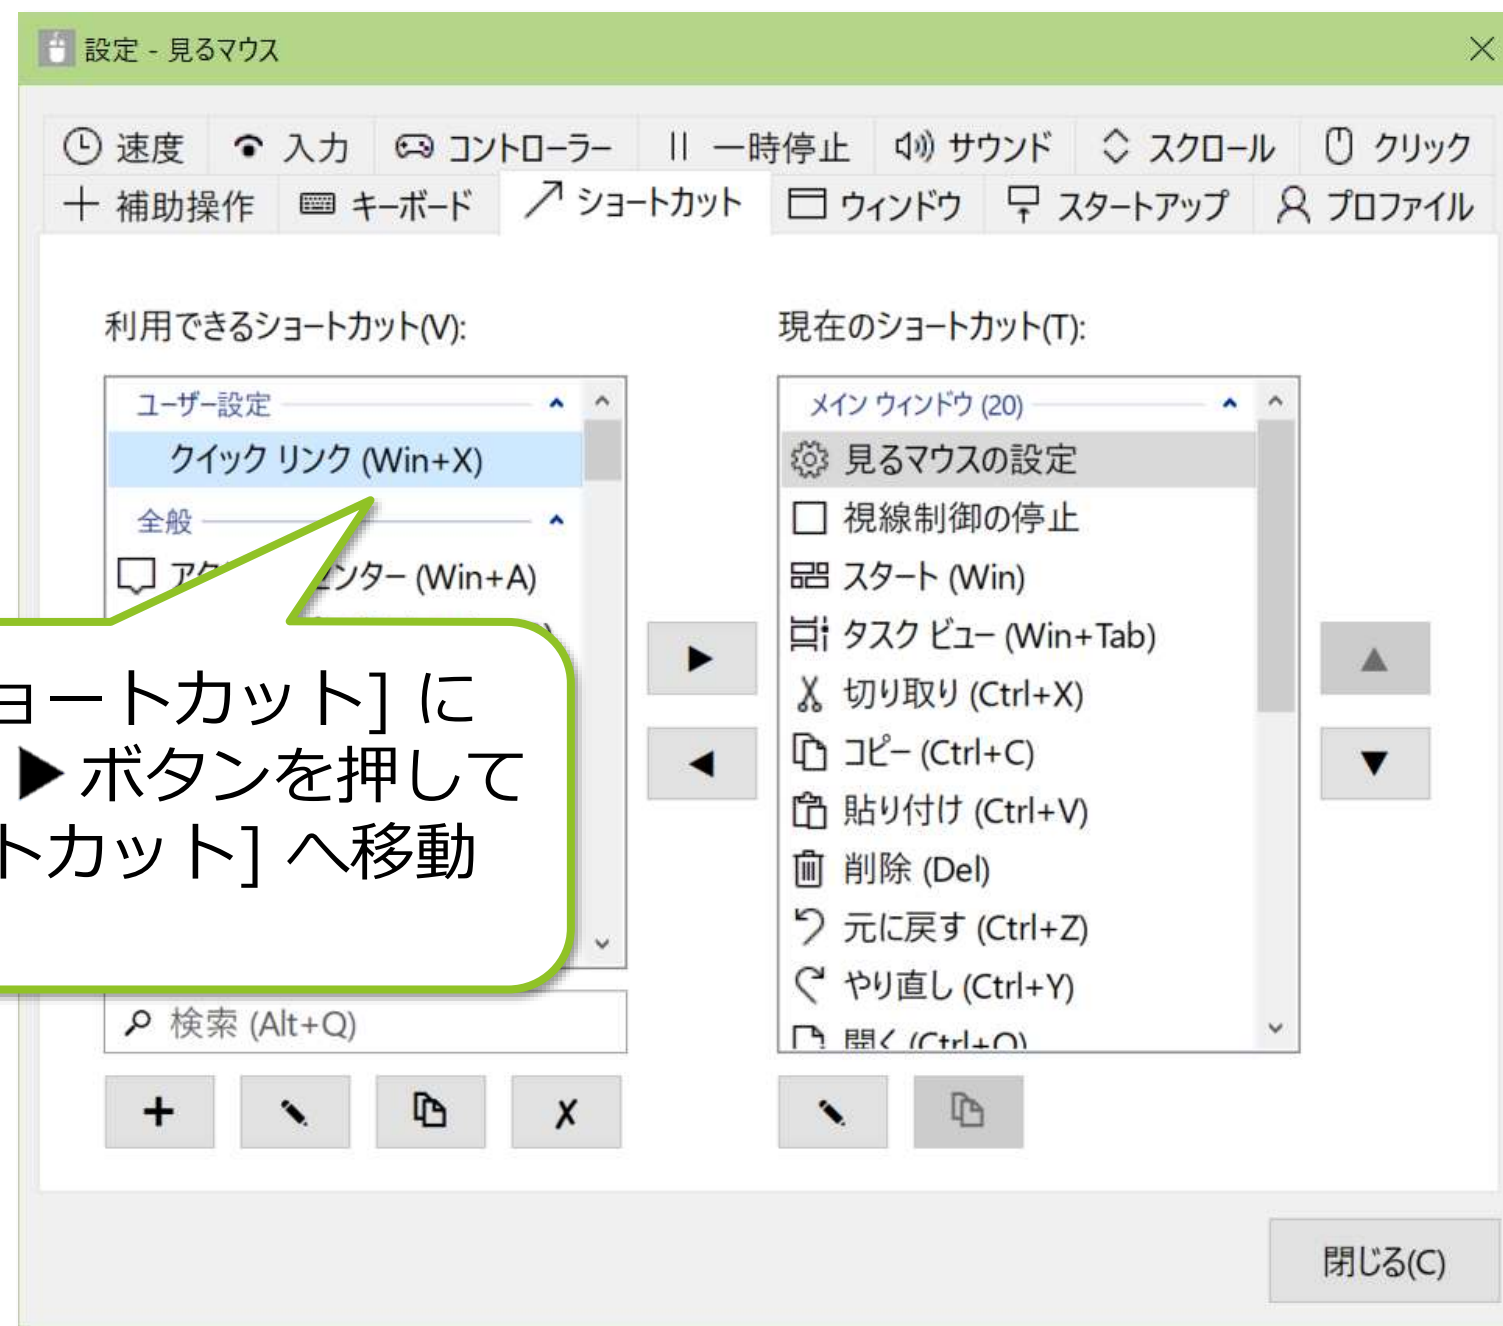 設定 - 見るマウス
速度 入力 コントローラー 一時停止 サウンド スクロール クリック
補助操作 キーボード ショートカット ウィンドウ スタートアップ プロファイル
利用できるショートカット(V):
ユーザー設定
クイック リンク (Win+X)
全般
(Win+A)
ョートカット] に
▶ボタンを押して
トカット] へ移動
検索 (Alt+Q)
現在のショートカット(T):
メイン ウィンドウ (20)
見るマウスの設定
視線制御の停止
スタート (Win)
タスク ビュー (Win+Tab)
切り取り (Ctrl+X)
コピー (Ctrl+C)
貼り付け (Ctrl+V)
削除 (Del)
元に戻す (Ctrl+Z)
やり直し (Ctrl+Y)
開く (Ctrl+O)
閉じる(C)